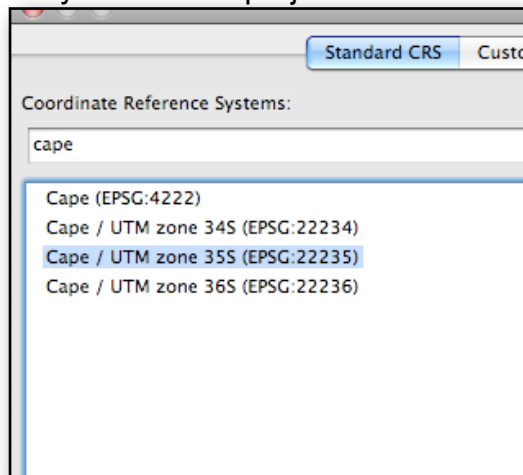 Standard CRS
Coordinate Reference Systems:
cape
Cape (EPSG:4222)
Cape / UTM zone 34S (EPSG:22234)
Cape / UTM zone 35S (EPSG:22235)
Cape / UTM zone 36S (EPSG:22236)